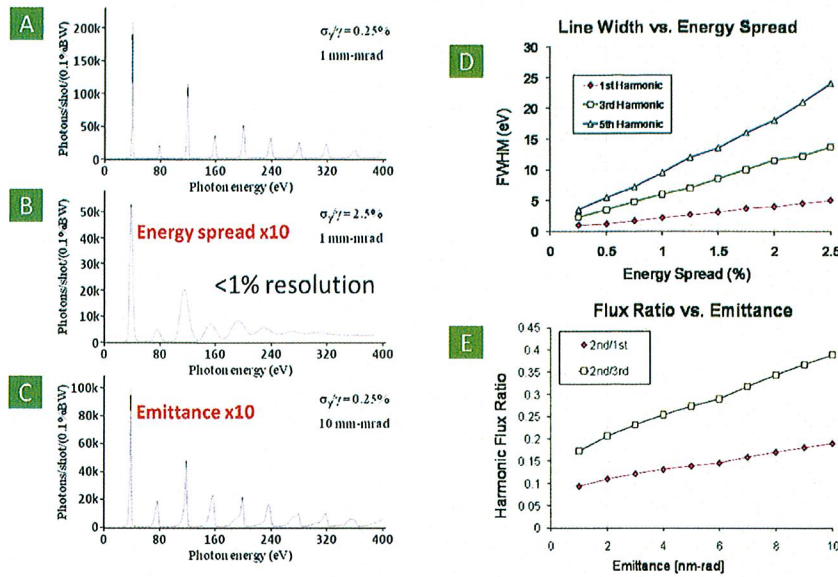 A
Photons/shot/(0.1%BW)
200k
150k
100k
50k
0
0
80
160
240
320
400
Photon energy (eV)
σγ/γ = 0.25%
1 mm-mrad
B
Photons/shot/(0.1%BW)
50k
40k
30k
20k
10k
0
0
80
160
240
320
400
Photon energy (eV)
Energy spread x10
σγ/γ = 2.5%
1 mm-mrad
<1% resolution
C
Photons/shot/(0.1%BW)
100k
80k
60k
40k
20k
0
0
80
160
240
320
400
Photon energy (eV)
Emittance x10
σγ/γ = 0.25%
10 mm-mrad
D
Line Width vs. Energy Spread
FWHM (eV)
30
25
20
15
10
5
0
1st Harmonic
3rd Harmonic
5th Harmonic
0
0.5
1
1.5
2
2.5
Energy Spread (%)
E
Flux Ratio vs. Emittance
Harmonic Flux Ratio
0.45
0.4
0.35
0.3
0.25
0.2
0.15
0.1
0.05
0
2nd/1st
2nd/3rd
0
2
4
6
8
10
Emittance [nm-rad]